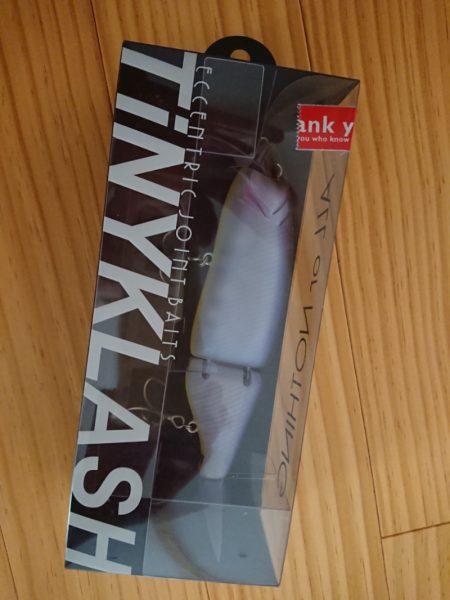 TiNYKLASH
ECCENTRIC JOINT BAITS
ank y
you who know
ALL or NOTHING